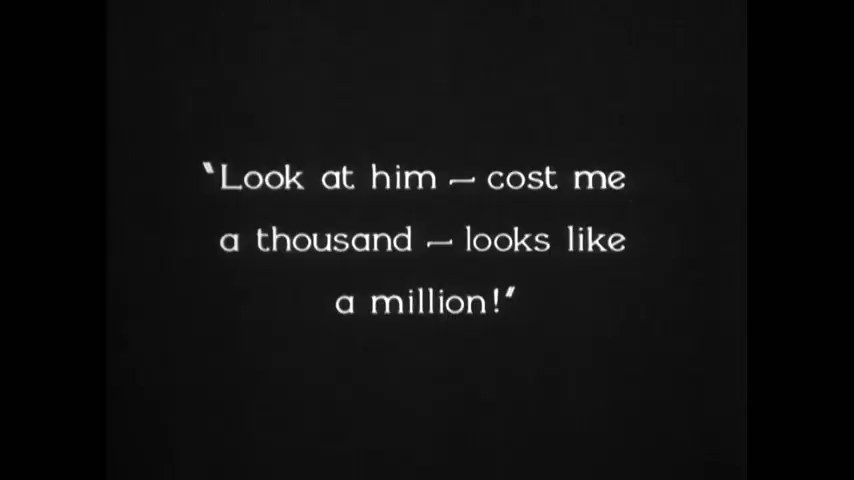 "Look at him — cost me
a thousand — looks like
a million!"